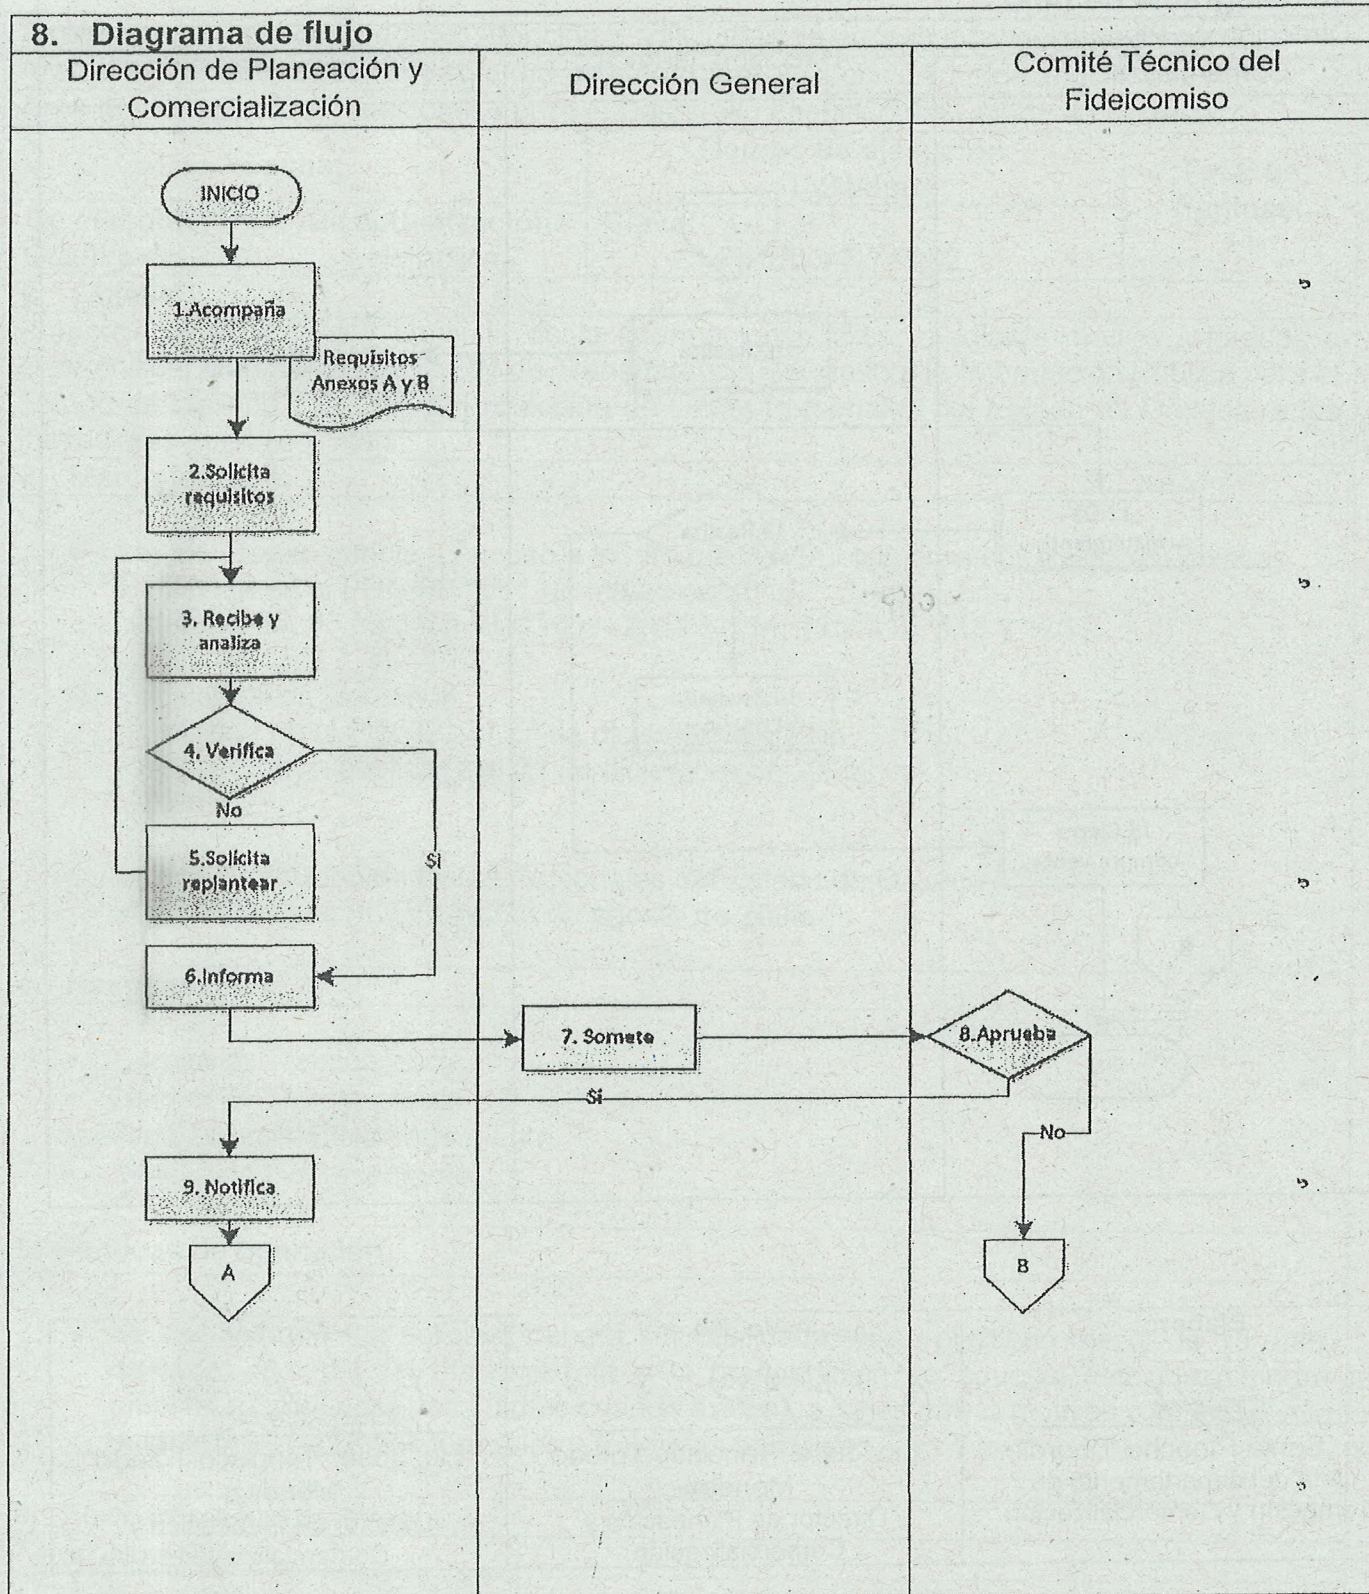 8. Diagrama de flujo
Dirección de Planeación y
Comercialización
Dirección General
Comité Técnico del
Fideicomiso
INICIO
1.Acompaña
Requisitos
Anexos A y B
2.Solicita
requisitos
3. Recibe y
analiza
4. Verifica
No
Si
5.Solicita
replantear
6.Informa
7. Somete
8.Aprueba
Si
No
9. Notifica
A
B